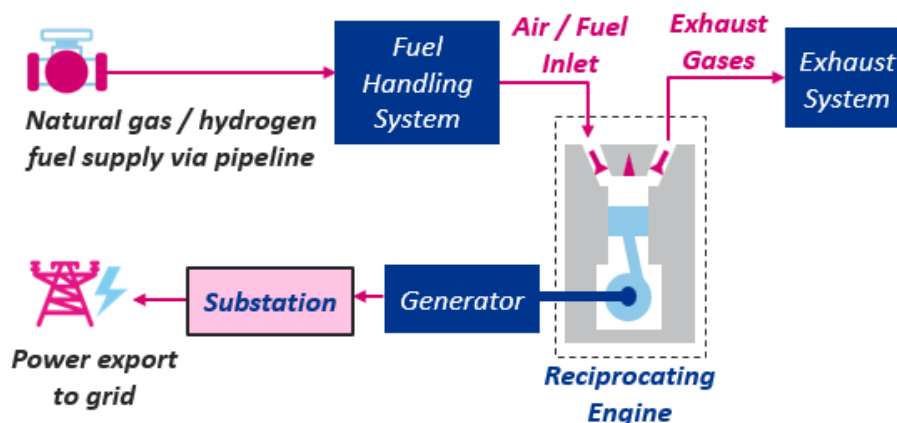 Fuel
Handling
System
Air / Fuel
Inlet
Exhaust
Gases
Exhaust
System
Natural gas / hydrogen
fuel supply via pipeline
Substation
Generator
Power export
to grid
Reciprocating
Engine